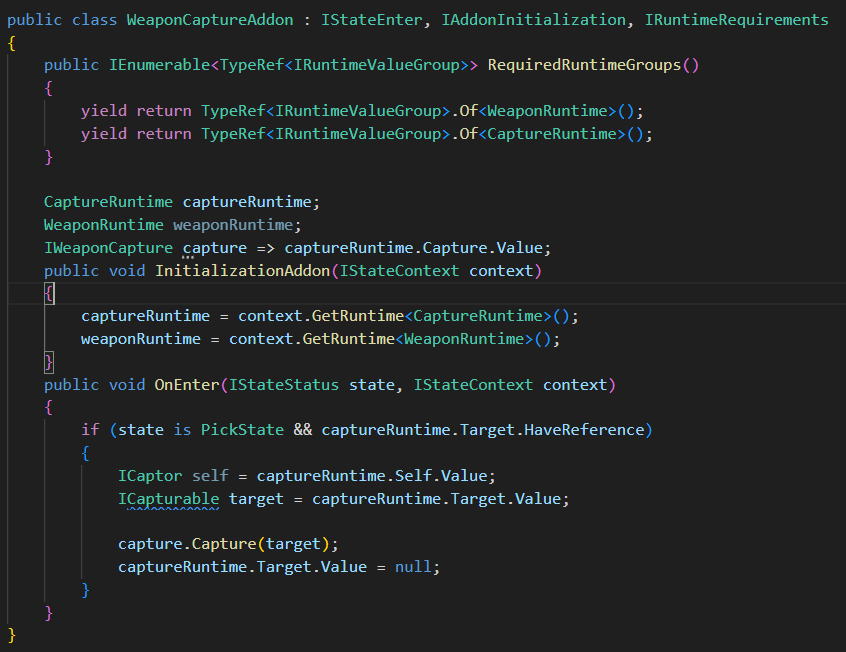 public class WeaponCaptureAddon : IStateEnter, IAddonInitialization, IRuntimeRequirements
{
    public IEnumerable<TypeRef<IRuntimeValueGroup>> RequiredRuntimeGroups()
    {
        yield return TypeRef<IRuntimeValueGroup>.Of<WeaponRuntime>();
        yield return TypeRef<IRuntimeValueGroup>.Of<CaptureRuntime>();
    }

    CaptureRuntime captureRuntime;
    WeaponRuntime weaponRuntime;
    IWeaponCapture capture => captureRuntime.Capture.Value;
    public void InitializationAddon(IStateContext context)
    {
        captureRuntime = context.GetRuntime<CaptureRuntime>();
        weaponRuntime = context.GetRuntime<WeaponRuntime>();
    }
    public void OnEnter(IStateStatus state, IStateContext context)
    {
        if (state is PickState && captureRuntime.Target.HaveReference)
        {
            ICaptor self = captureRuntime.Self.Value;
            ICapturable target = captureRuntime.Target.Value;

            capture.Capture(target);
            captureRuntime.Target.Value = null;
        }
    }
}